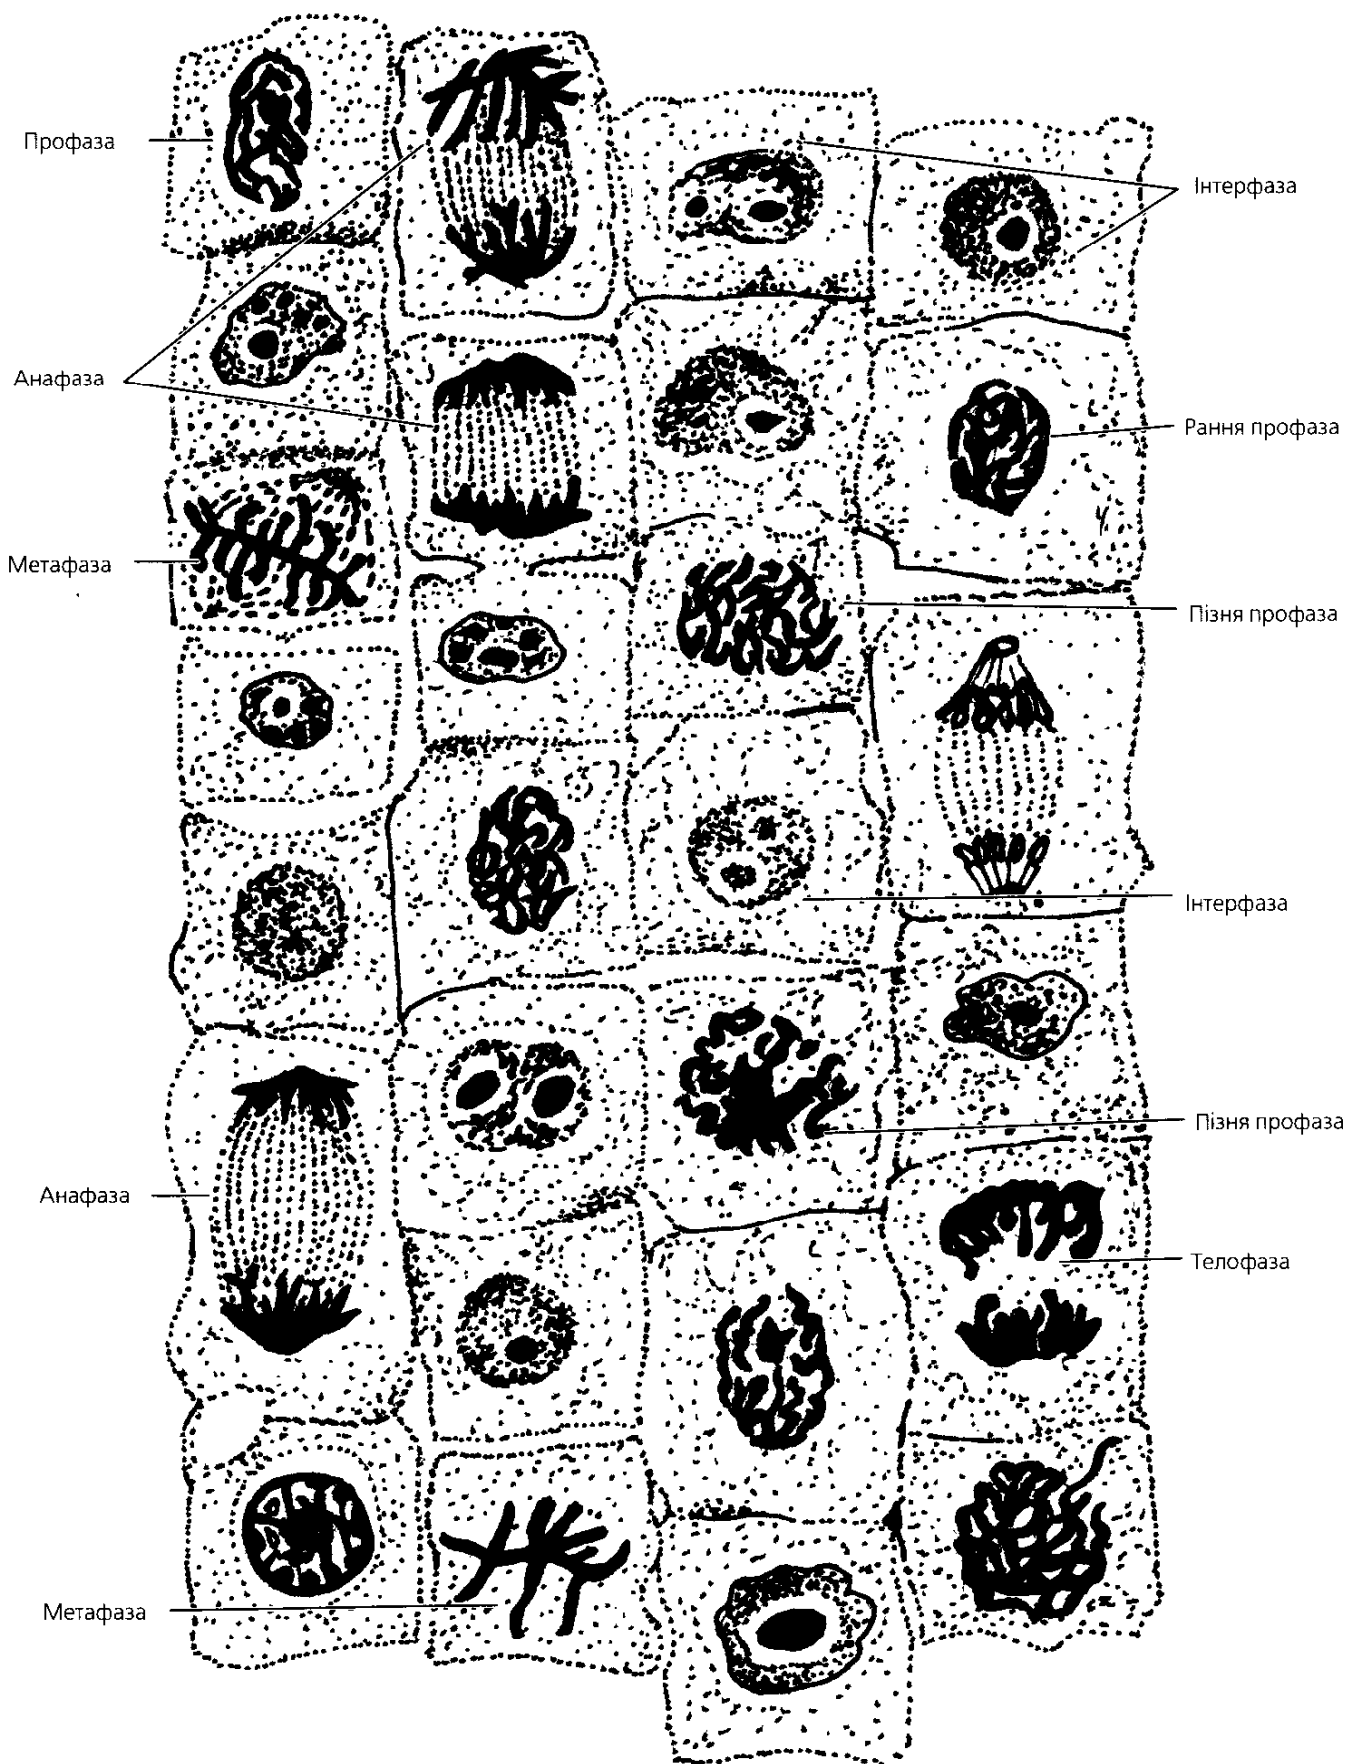 Профаза
Інтерфаза
Анафаза
Рання профаза
Метафаза
Пізня профаза
Інтерфаза
Пізня профаза
Анафаза
Телофаза
Метафаза